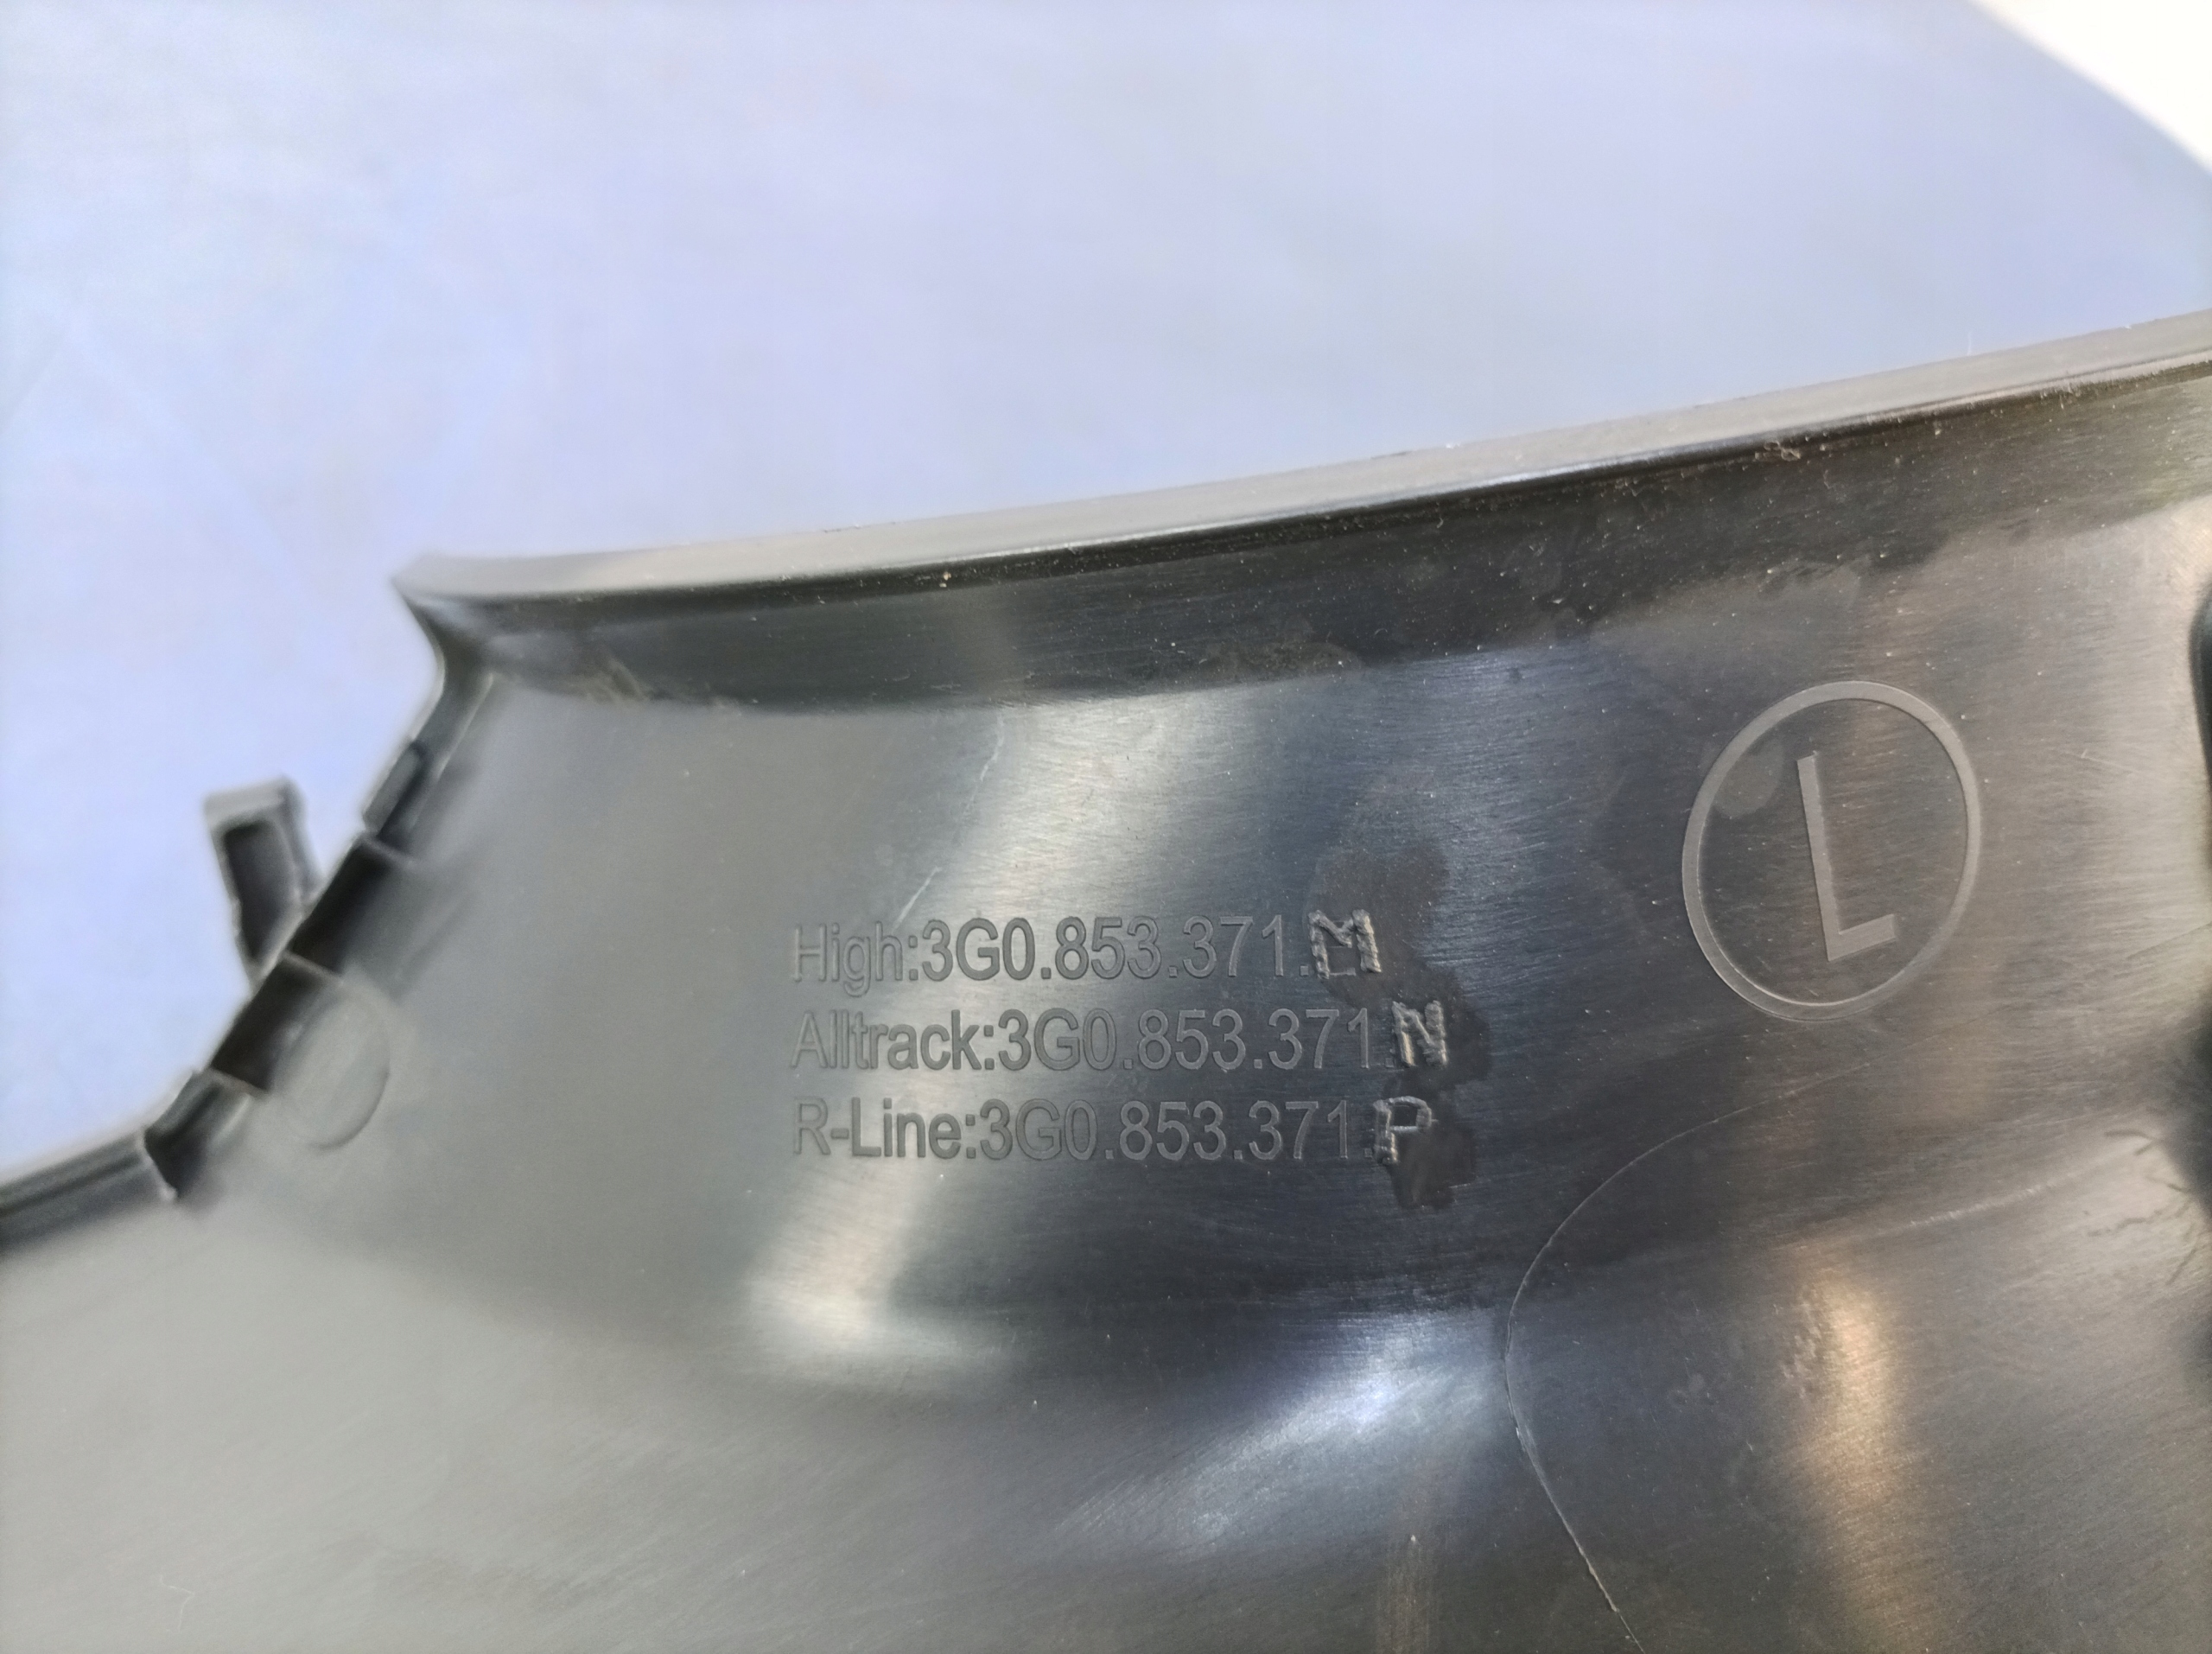 High:3G0.853.371.M
Alltrack:3G0.853.371.N
R-Line:3G0.853.371.P
L